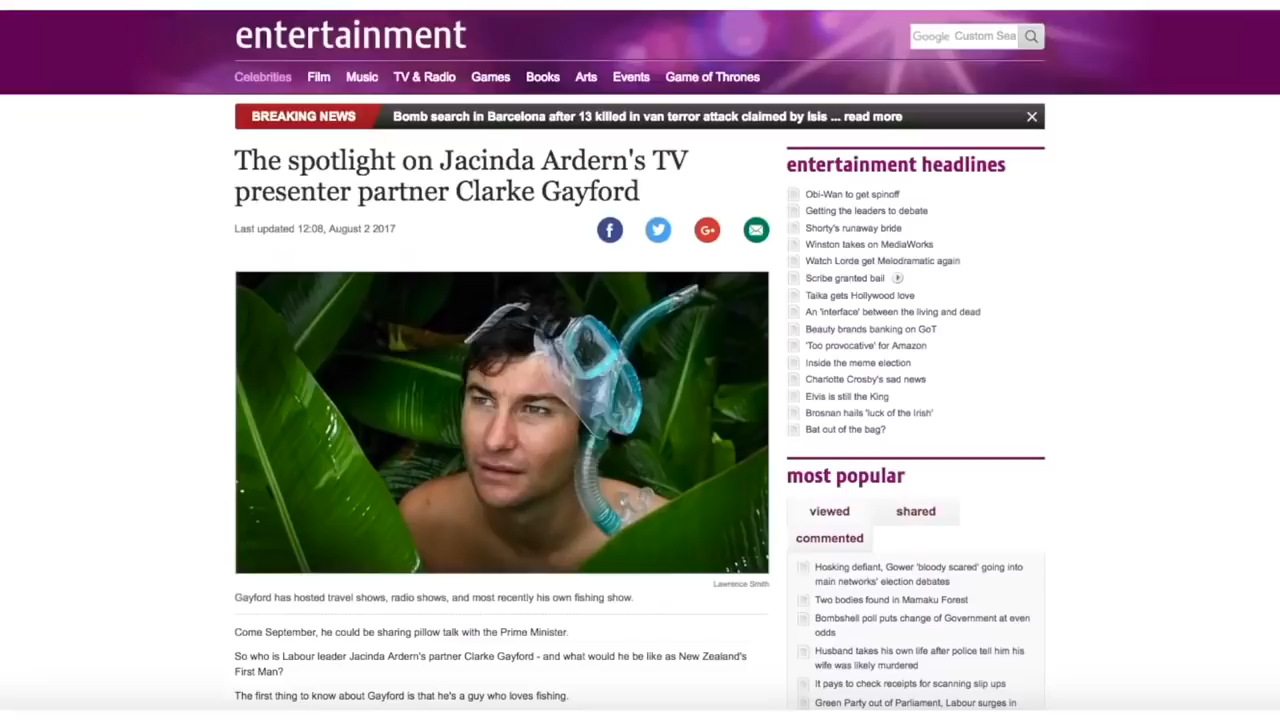 entertainment
Google Custom Sea
Celebrities Film Music TV & Radio Games Books Arts Events Game of Thrones
BREAKING NEWS Bomb search in Barcelona after 13 killed in van terror attack claimed by Isis ... read more
The spotlight on Jacinda Ardern's TV
presenter partner Clarke Gayford
Last updated 12:08, August 2 2017
f
G+
Lawrence Smith
Gayford has hosted travel shows, radio shows, and most recently his own fishing show.
Come September, he could be sharing pillow talk with the Prime Minister.
So who is Labour leader Jacinda Ardern's partner Clarke Gayford - and what would he be like as New Zealand's
First Man?
The first thing to know about Gayford is that he's a guy who loves fishing.
entertainment headlines
Obi-Wan to get spinoff
Getting the leaders to debate
Shorty's runaway bride
Winston takes on MediaWorks
Watch Lorde get Melodramatic again
Scribe granted bail
Taika gets Hollywood love
An 'interface' between the living and dead
Beauty brands banking on GoT
'Too provocative' for Amazon
Inside the meme election
Charlotte Crosby's sad news
Elvis is still the King
Brosnan hails 'luck of the Irish'
Bat out of the bag?
most popular
viewed shared
commented
Hosking defiant, Gower 'bloody scared' going into
main networks' election debates
Two bodies found in Mamaku Forest
Bombshell poll puts change of Government at even
odds
Husband takes his own life after police tell him his
wife was likely murdered
It pays to check receipts for scanning slip ups
Green Party out of Parliament, Labour surges in